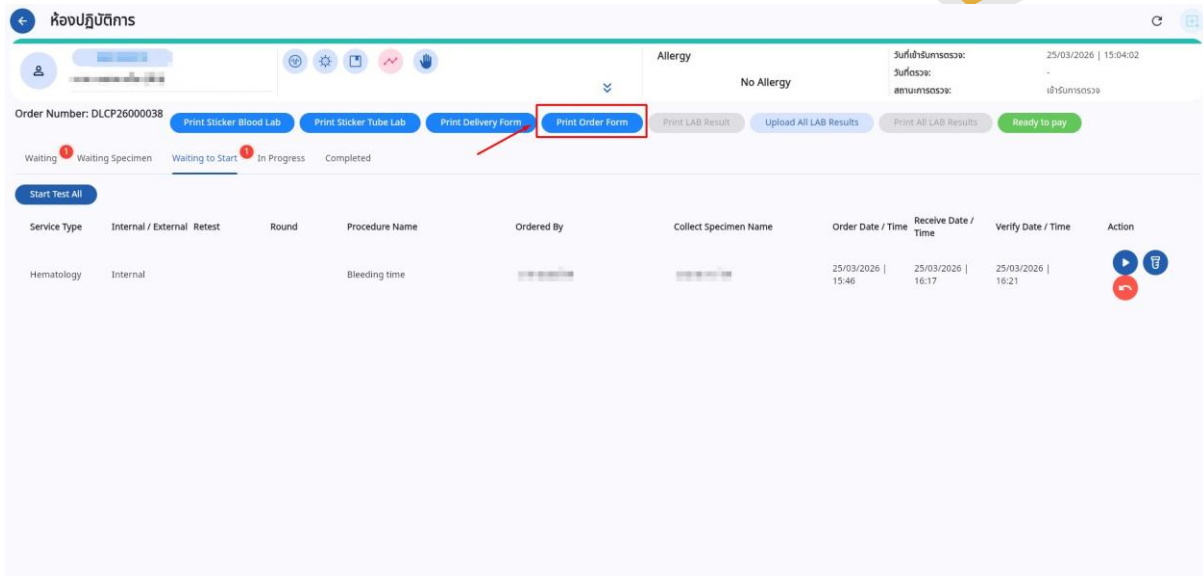 ห้องปฏิบัติการ
Allergy
No Allergy
วันที่เข้ารับการตรวจ: 25/03/2026 | 15:04:02
วันที่ตรวจ: -
สถานะการตรวจ: เข้ารับการตรวจ
Order Number: DLCP26000038
Print Sticker Blood Lab
Print Sticker Tube Lab
Print Delivery Form
Print Order Form
Print LAB Result
Upload All LAB Results
Print All LAB Results
Ready to pay
Waiting 1 Waiting Specimen Waiting to Start 1 In Progress Completed
Start Test All
Service Type Internal / External Retest Round Procedure Name Ordered By Collect Specimen Name Order Date / Time Receive Date / Time Verify Date / Time Action
Hematology Internal Bleeding time 25/03/2026 | 15:46 25/03/2026 | 16:17 25/03/2026 | 16:21